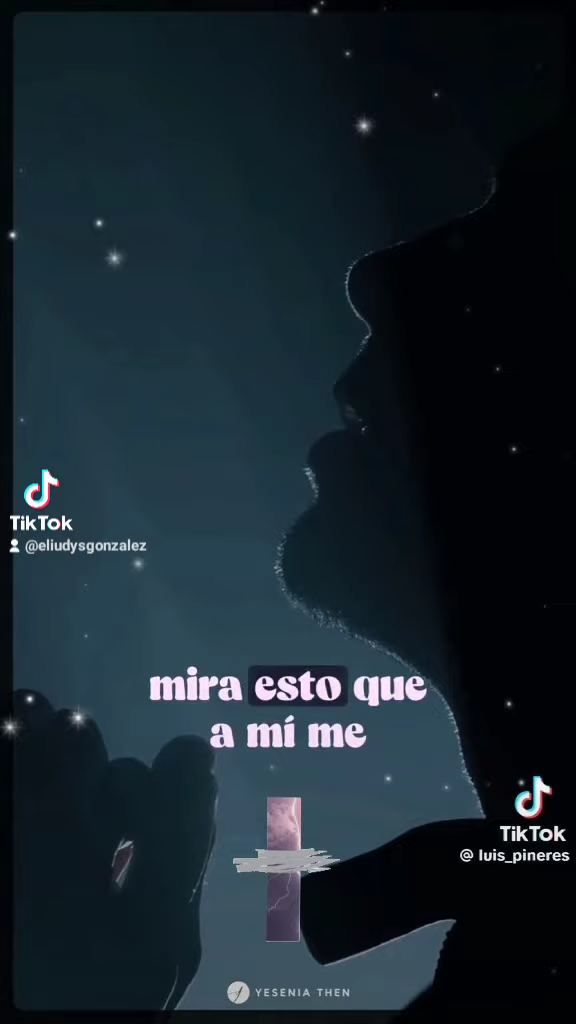 TikTok
@eliudysgonzalez
mira esto que
a mí me
TikTok
@ luis_pineres
YESENIA THEN